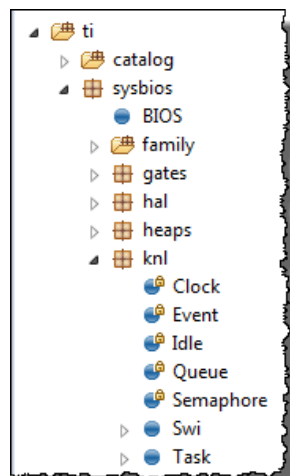 ti
catalog
sysbios
BIOS
family
gates
hal
heaps
knl
Clock
Event
Idle
Queue
Semaphore
Swi
Task